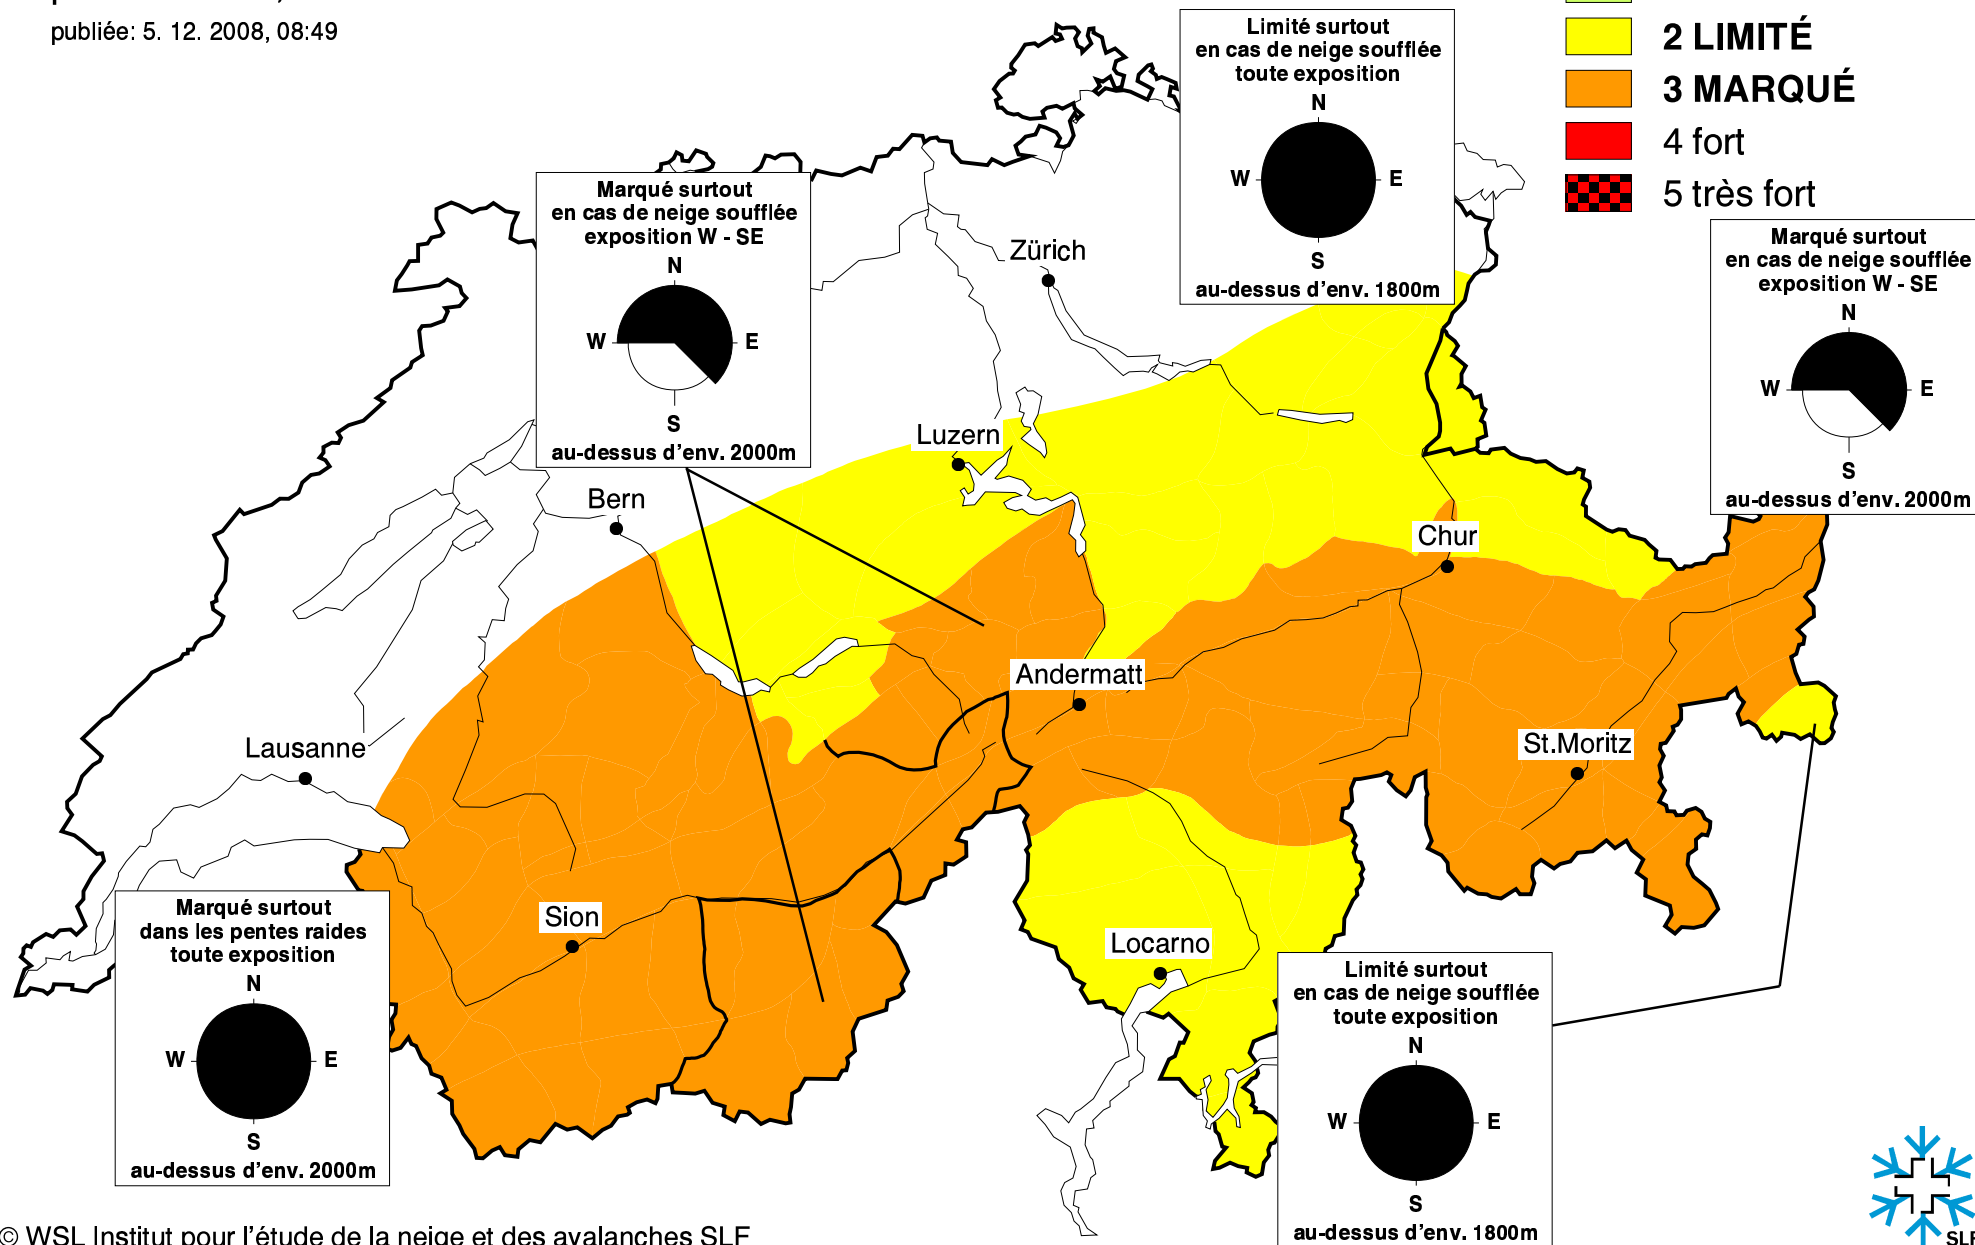 publiée: 5. 12. 2008, 08:49
2 LIMITÉ
3 MARQUÉ
4 fort
5 très fort
Limité surtout
en cas de neige soufflée
toute exposition
N
W
E
S
au-dessus d'env. 1800m
Marqué surtout
en cas de neige soufflée
exposition W - SE
N
W
E
S
au-dessus d'env. 2000m
Marqué surtout
en cas de neige soufflée
exposition W - SE
N
W
E
S
au-dessus d'env. 2000m
Zürich
Luzern
Bern
Chur
Andermatt
Lausanne
St.Moritz
Sion
Locarno
Marqué surtout
dans les pentes raides
toute exposition
N
W
E
S
au-dessus d'env. 2000m
Limité surtout
en cas de neige soufflée
toute exposition
N
W
E
S
au-dessus d'env. 1800m
© WSL Institut pour l'étude de la neige et des avalanches SLF
SLF